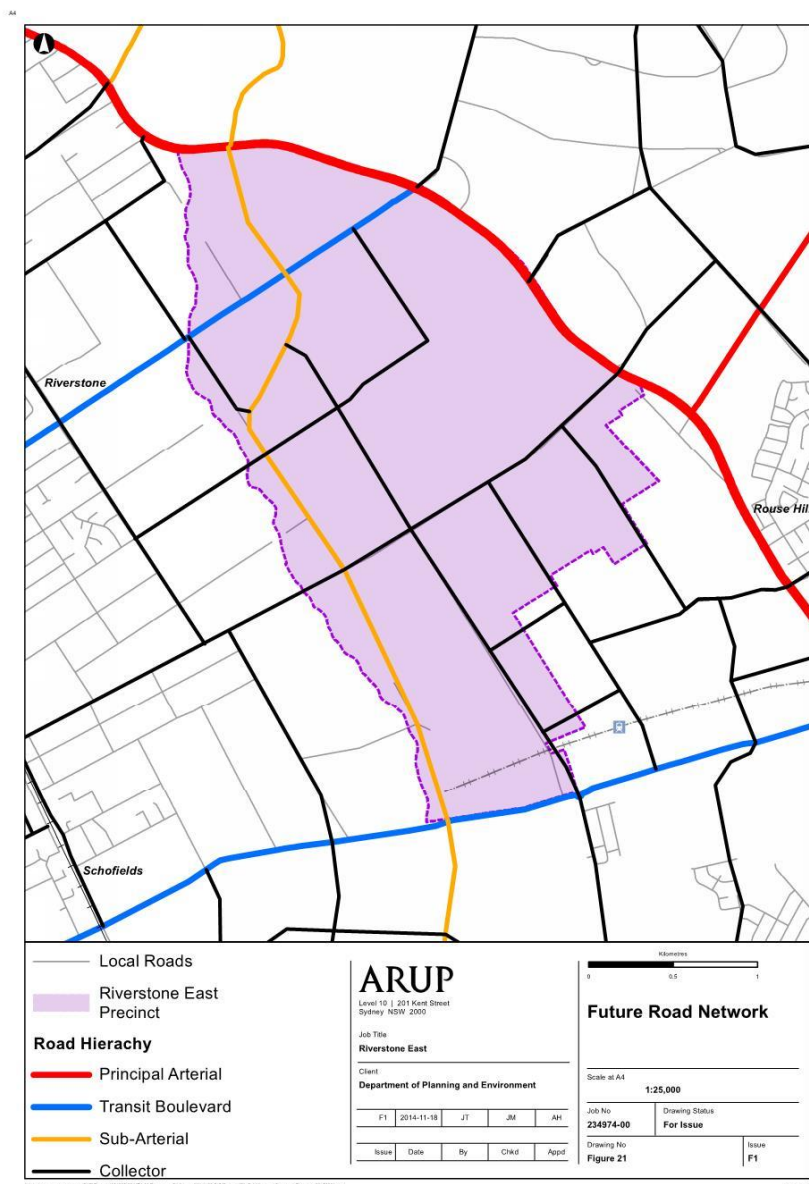 A4
Riverstone
Rouse Hil
Schofields
Local Roads
Riverstone East
Precinct
Road Hierachy
Principal Arterial
Transit Boulevard
Sub-Arterial
Collector
ARUP
Level 10 | 201 Kent Street
Sydney NSW 2000
Job Title
Riverstone East
Client
Department of Planning and Environment
F1 2014-11-18 JT JM AH
Issue Date By Chkd Appd
Kilometres
0 0.5 1
Future Road Network
Scale at A4
1:25,000
Job No Drawing Status
234974-00 For Issue
Drawing No Issue
Figure 21 F1